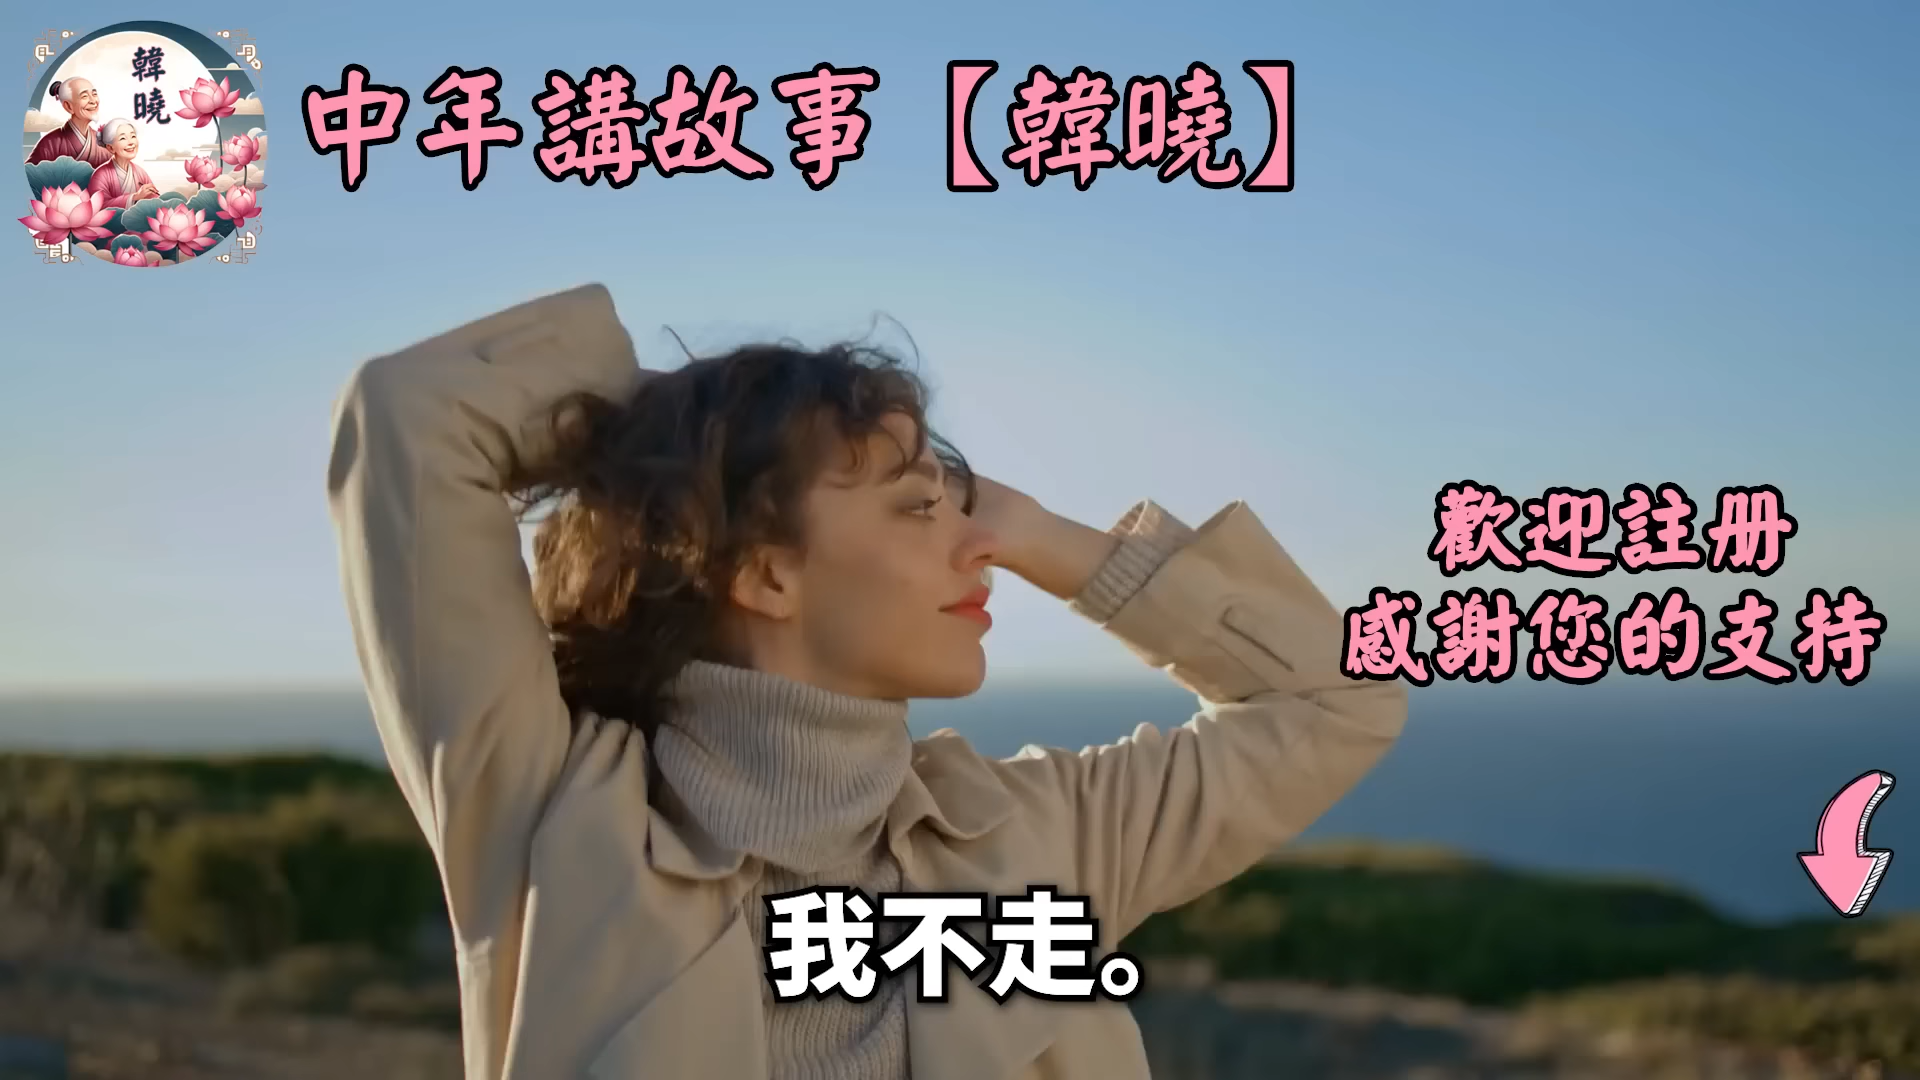 韓曉
中年講故事【韓曉】
歡迎註册
感謝您的支持
我不走。